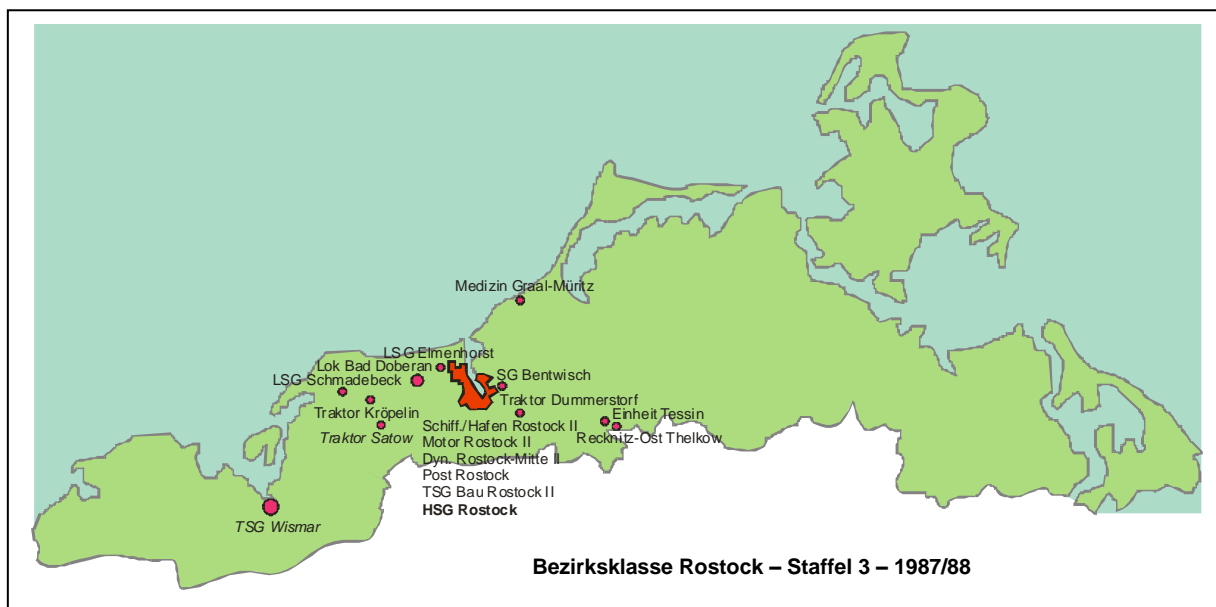 Medizin Graal-Müritz
LSG Elmenhorst
Lok Bad Doberan
LSG Schmadebeck
SG Bentwisch
Traktor Dummerstorf
Traktor Kröpelin
Einheit Tessin
Schiff./Hafen Rostock II
Traktor Satow
Recknitz-Ost Thelkow
Motor Rostock II
Dyn. Rostock-Mitte II
Post Rostock
TSG Bau Rostock II
HSG Rostock
TSG Wismar
Bezirksklasse Rostock – Staffel 3 – 1987/88